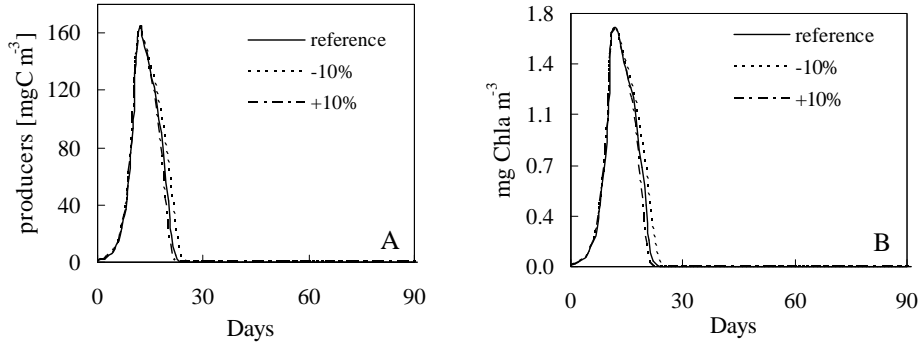 producers [mgC m-3]
160
120
80
40
0
0
30
60
90
Days
reference
-10%
+10%
A
mg Chla m-3
1.8
1.4
1.1
0.7
0.4
0.0
0
30
60
90
Days
reference
-10%
+10%
B